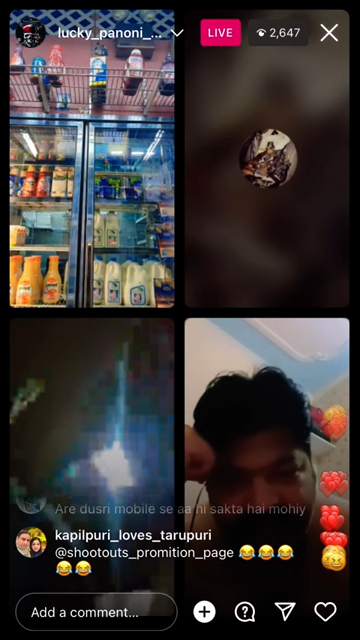 lucky_panoni_...
LIVE
2,647
Are dusri mobile se aa hi sakta hai mohiy
kapilpuri_loves_tarupuri
@shootouts_promition_page 😂😂😂
😂😂
Add a comment...